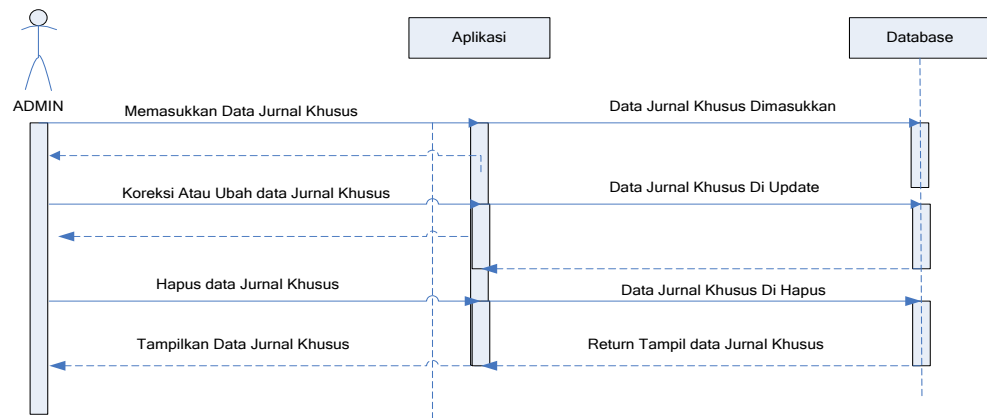 Aplikasi
Database
ADMIN
Memasukkan Data Jurnal Khusus
Data Jurnal Khusus Dimasukkan
Koreksi Atau Ubah data Jurnal Khusus
Data Jurnal Khusus Di Update
Hapus data Jurnal Khusus
Data Jurnal Khusus Di Hapus
Tampilkan Data Jurnal Khusus
Return Tampil data Jurnal Khusus